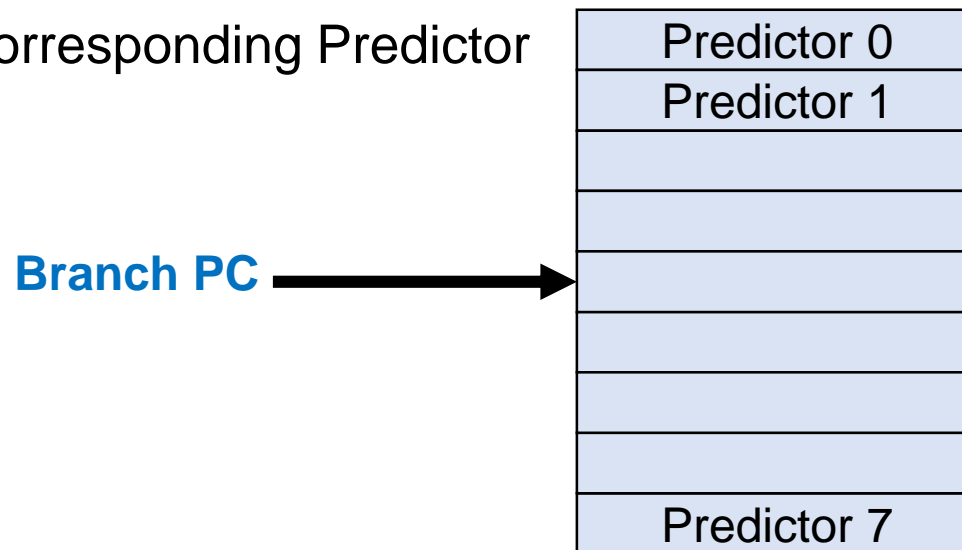 orresponding Predictor
Predictor 0
Predictor 1
Branch PC
Predictor 7